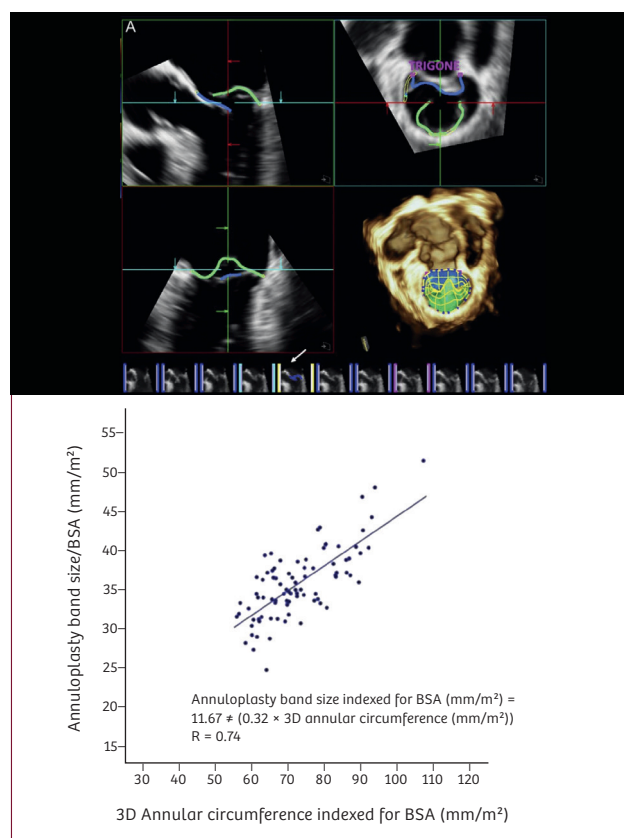 A
TRIGONE
Annuloplasty band size/BSA (mm/m²)
55
50
45
40
35
30
25
20
15
Annuloplasty band size indexed for BSA (mm/m²) =
11.67 ≠ (0.32 × 3D annular circumference (mm/m²))
R = 0.74
30 40 50 60 70 80 90 100 110 120
3D Annular circumference indexed for BSA (mm/m²)